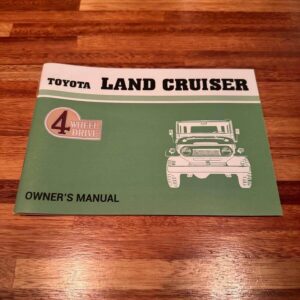 TOYOTA LAND CRUISER
4 WHEEL
DRIVE
OWNER'S MANUAL